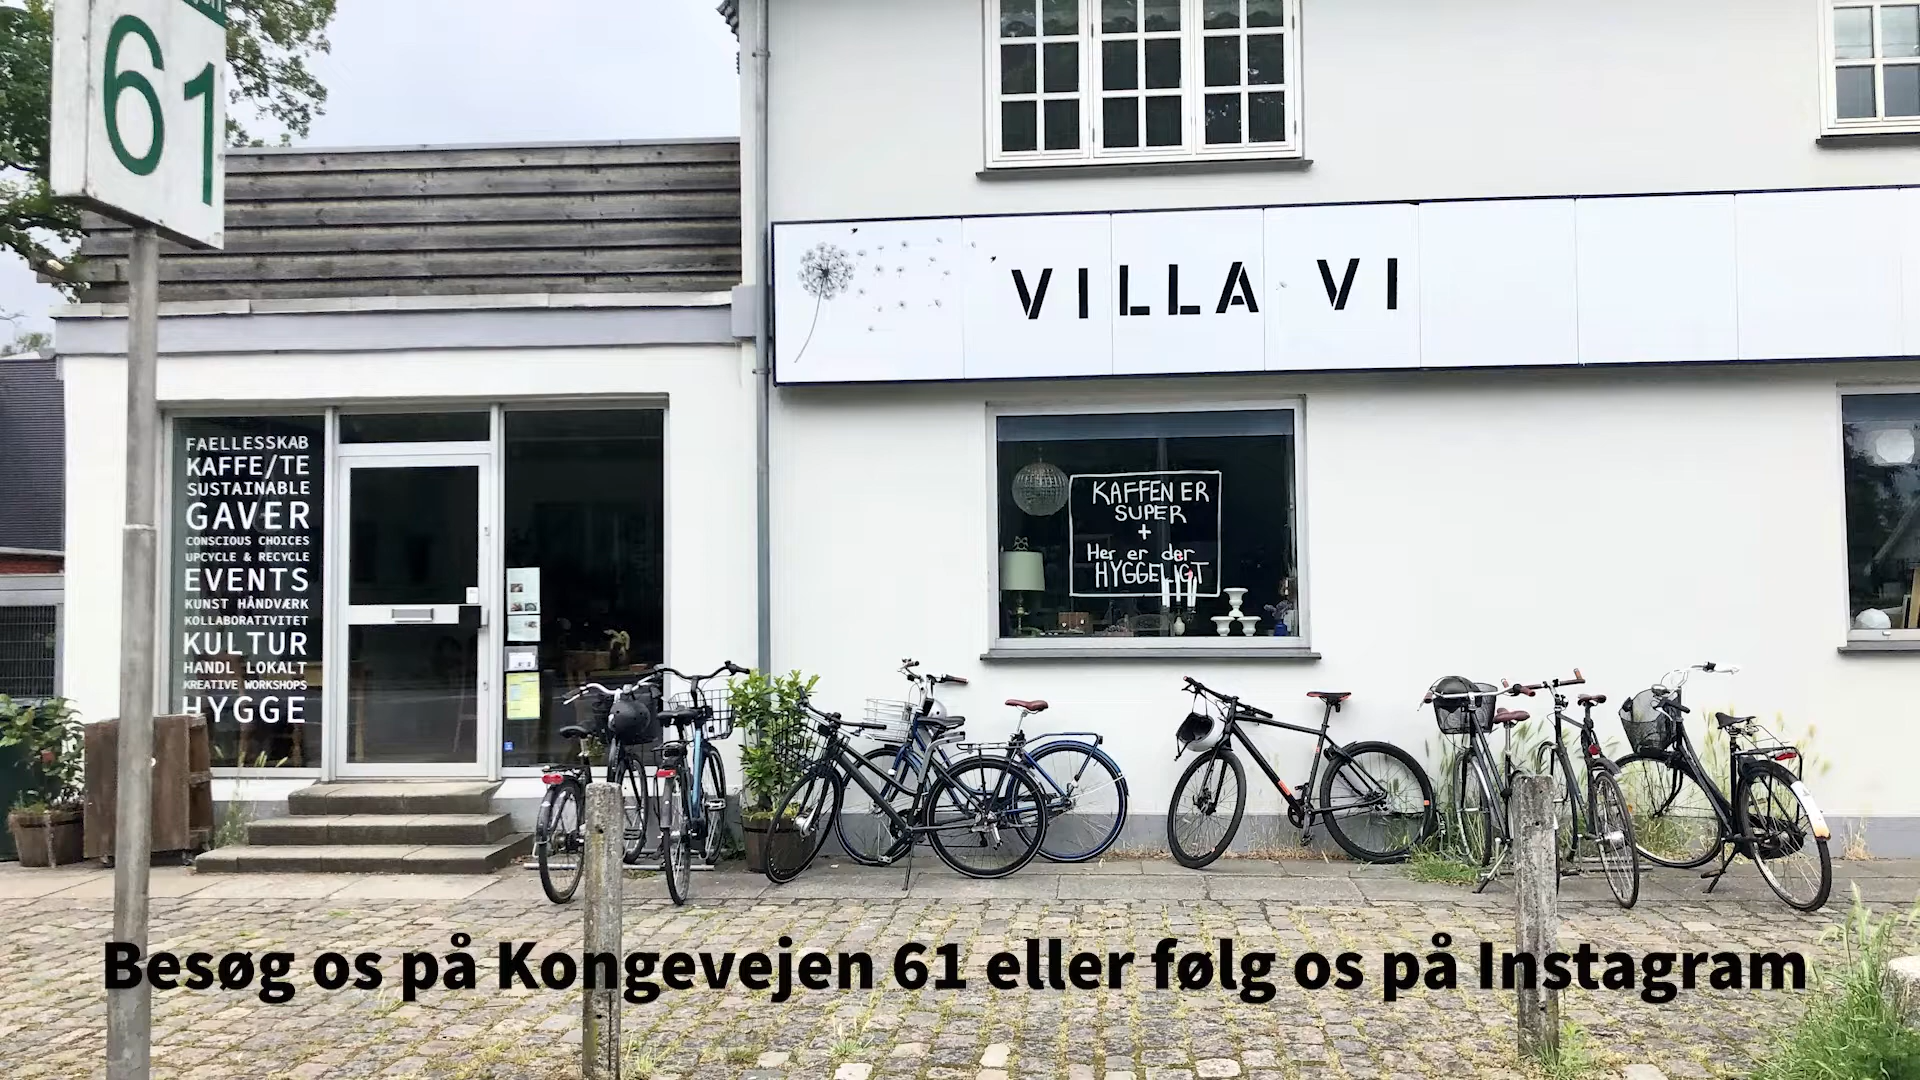 61
VILLA VI
FAELLESSKAB
KAFFE/TE
SUSTAINABLE
GAVER
CONSCIOUS CHOICES
UPCYCLE & RECYCLE
EVENTS
KUNST HÅNDVÆRK
KOLLABORATIVITET
KULTUR
HANDL LOKALT
KREATIVE WORKSHOPS
HYGGE
KAFFEN ER
SUPER
+
Her er der
HYGGELIGT
Besøg os på Kongevejen 61 eller følg os på Instagram